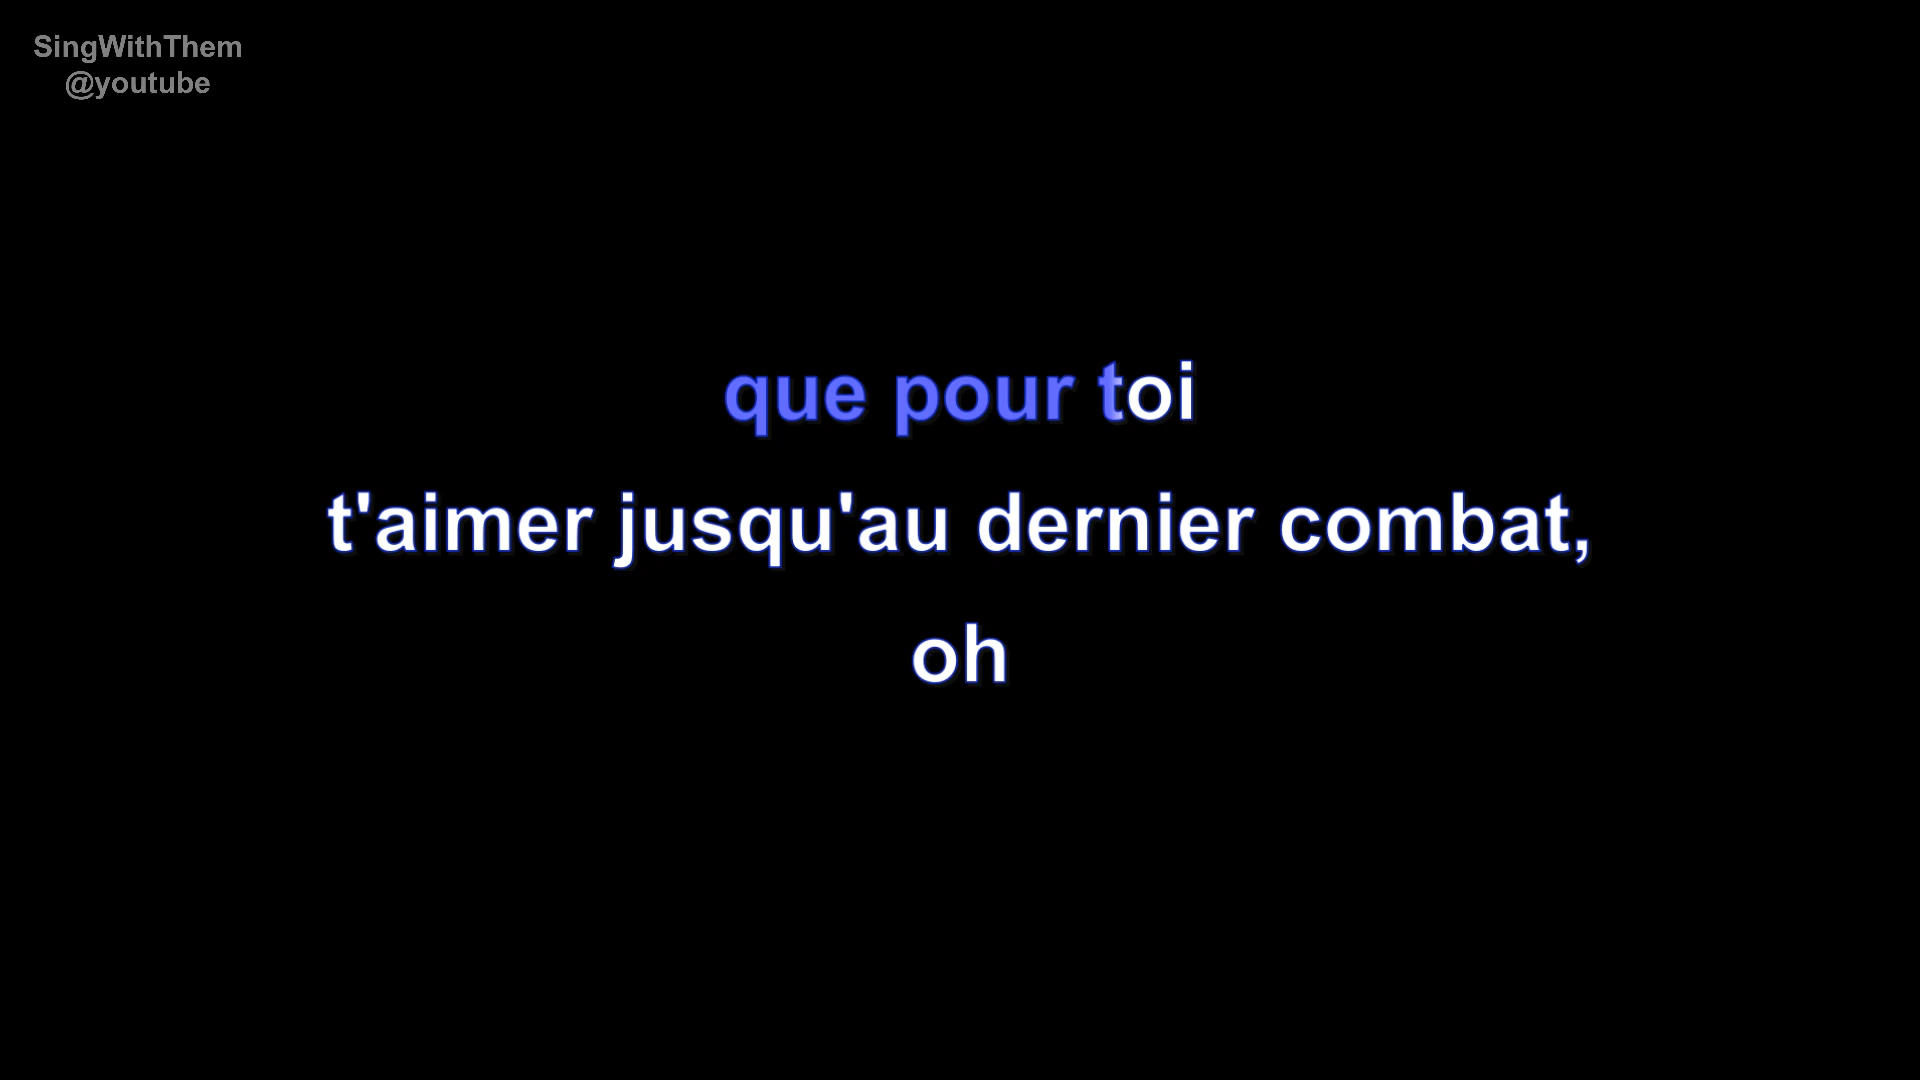 SingWithThem
@youtube
que pour toi
t'aimer jusqu'au dernier combat,
oh